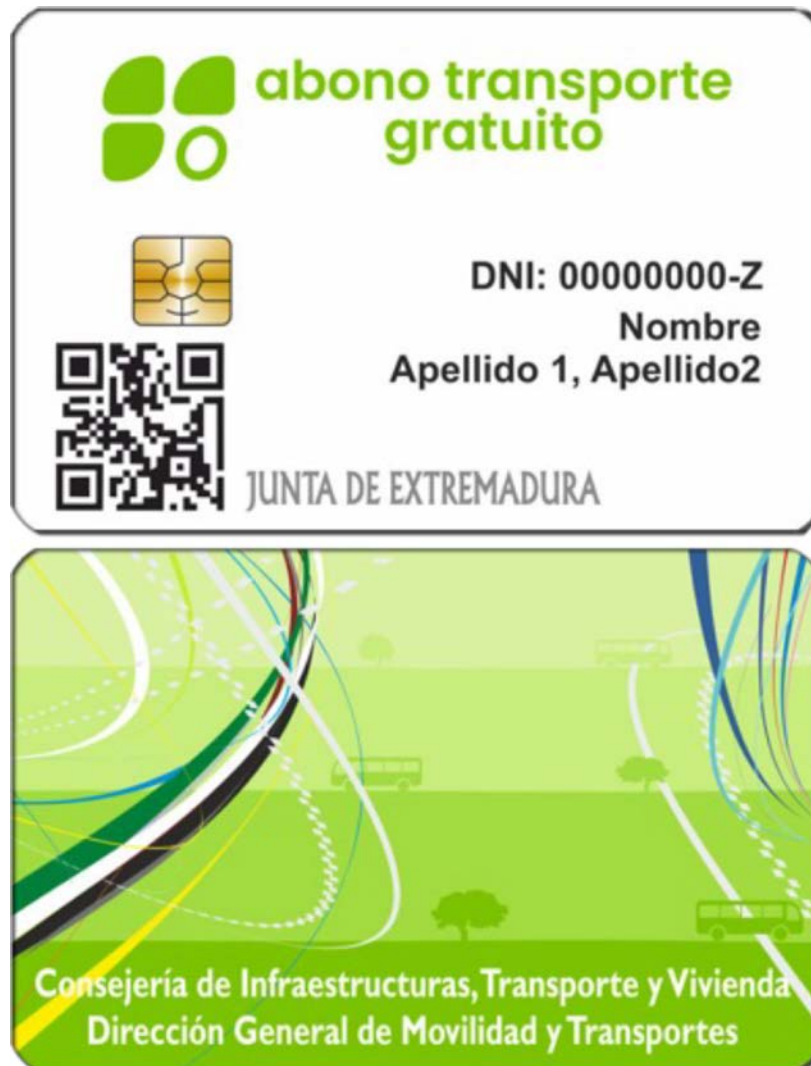 abono transporte
gratuito
DNI: 00000000-Z
Nombre
Apellido 1, Apellido2
JUNTA DE EXTREMADURA
Consejería de Infraestructuras, Transporte y Vivienda
Dirección General de Movilidad y Transportes